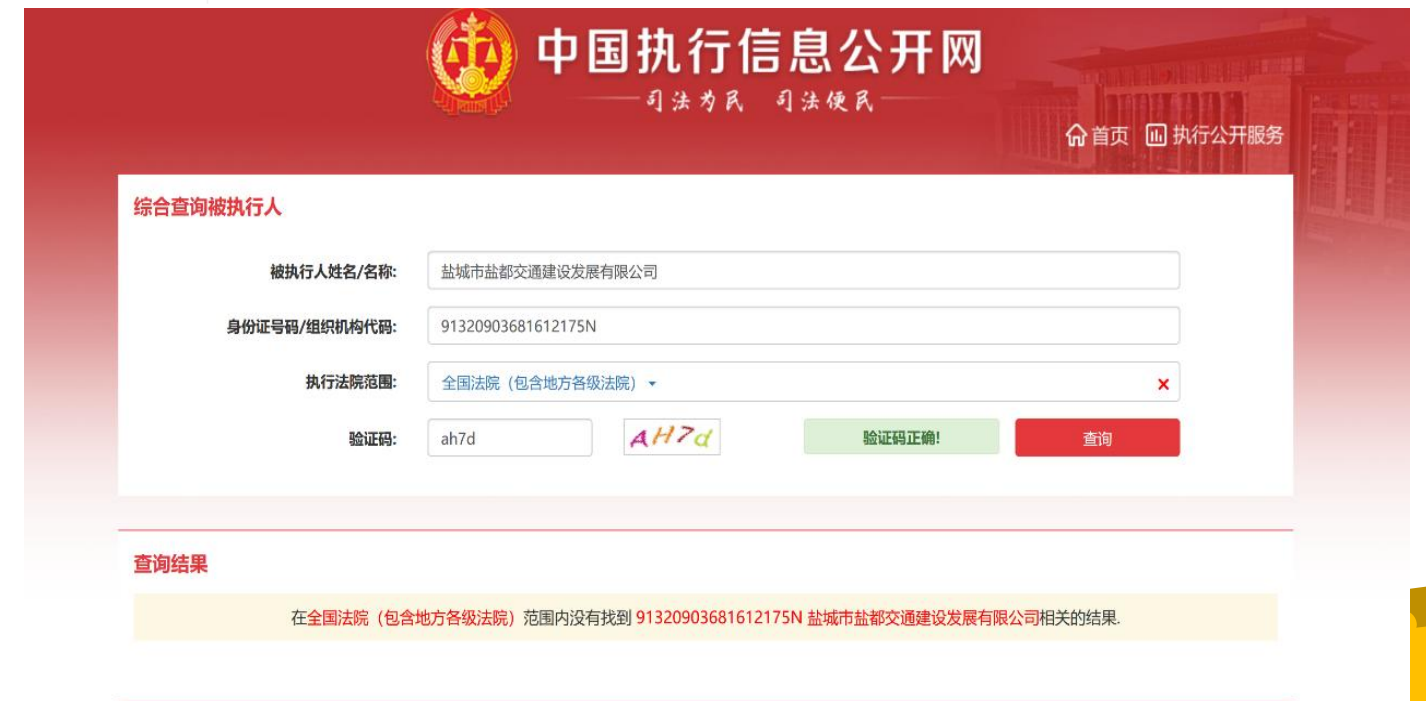 中国执行信息公开网
司法为民 司法便民
首页 执行公开服务
综合查询被执行人
被执行人姓名/名称: 盐城市盐都交通建设发展有限公司
身份证号码/组织机构代码: 91320903681612175N
执行法院范围: 全国法院（包含地方各级法院）
验证码: ah7d AH7d 验证码正确! 查询
查询结果
在全国法院（包含地方各级法院）范围内没有找到 91320903681612175N 盐城市盐都交通建设发展有限公司相关的结果.